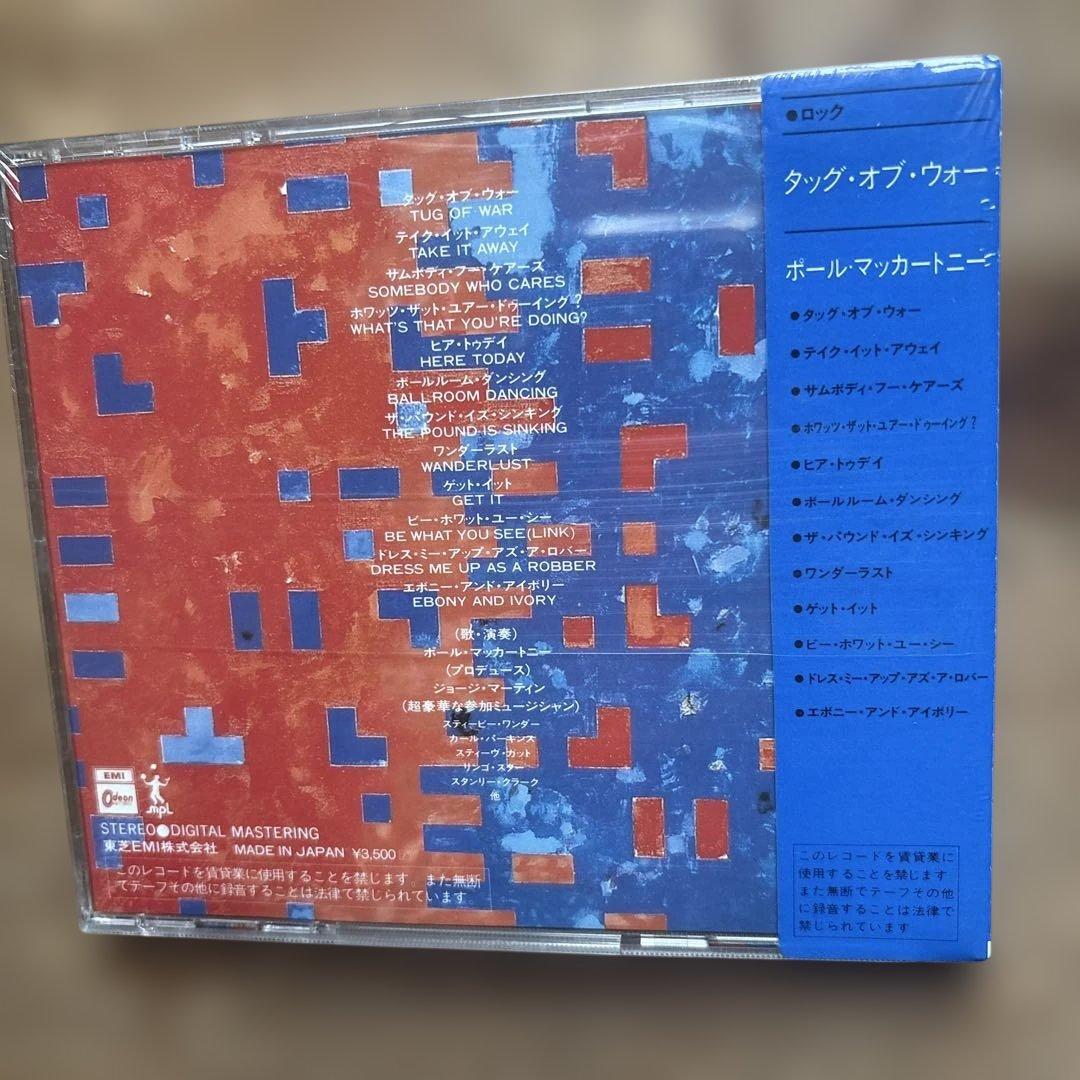 タッグ・オブ・ウォー
TUG OF WAR
テイク・イット・アウェイ
TAKE IT AWAY
サムボディ・フー・ケアーズ
SOMEBODY WHO CARES
ホワッツ・ザット・ユアー・ドゥーイング?
WHAT'S THAT YOU'RE DOING?
ヒア・トゥデイ
HERE TODAY
ボールルーム・ダンシング
BALLROOM DANCING
ザ・パウンド・イズ・シンキング
THE POUND IS SINKING
ワンダーラスト
WANDERLUST
ゲット・イット
GET IT
ビー・ホワット・ユー・シー
BE WHAT YOU SEE(LINK)
ドレス・ミー・アップ・アズ・ア・ロバー
DRESS ME UP AS A ROBBER
エボニー・アンド・アイボリー
EBONY AND IVORY
(歌・演奏)
ポール・マッカートニー
(プロデュース)
ジョージ・マーティン
(超豪華な参加ミュージシャン)
スティービー・ワンダー
カール・パーキンス
スティーヴ・ガット
リンゴ・スター
スタンリー・クラーク
他
EMI
Odeon
mpL
STEREO●DIGITAL MASTERING
東芝EMI株式会社 MADE IN JAPAN ¥3,500
このレコードを賃貸業に使用することを禁じます。また無断
でテープその他に録音することは法律で禁じられています
●ロック
タッグ・オブ・ウォー
ポール・マッカートニー
●タッグ・オブ・ウォー
●テイク・イット・アウェイ
●サムボディ・フー・ケアーズ
●ホワッツ・ザット・ユアー・ドゥーイング?
●ヒア・トゥデイ
●ボールルーム・ダンシング
●ザ・パウンド・イズ・シンキング
●ワンダーラスト
●ゲット・イット
●ビー・ホワット・ユー・シー
●ドレス・ミー・アップ・アズ・ア・ロバー
●エボニー・アンド・アイボリー
このレコードを賃貸業に
使用することを禁じます
また無断でテープその他
に録音することは法律で
禁じられています